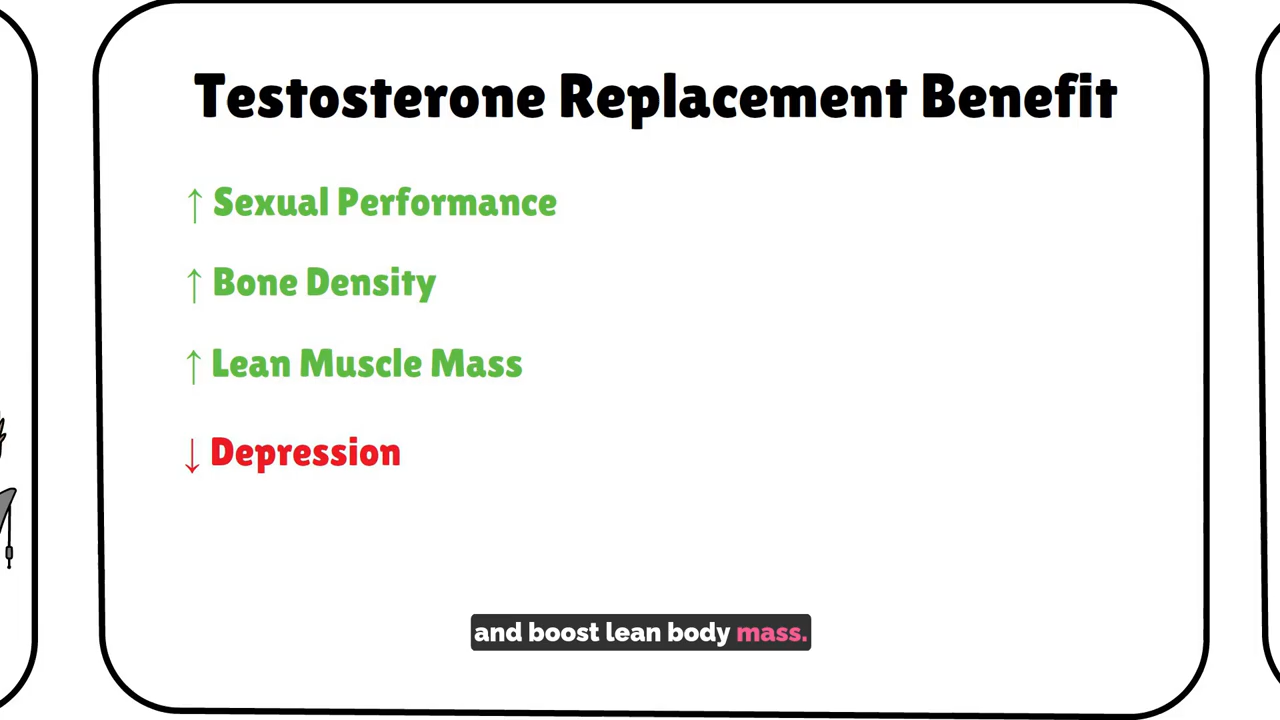 Testosterone Replacement Benefit
↑ Sexual Performance
↑ Bone Density
↑ Lean Muscle Mass
↓ Depression
and boost lean body mass.